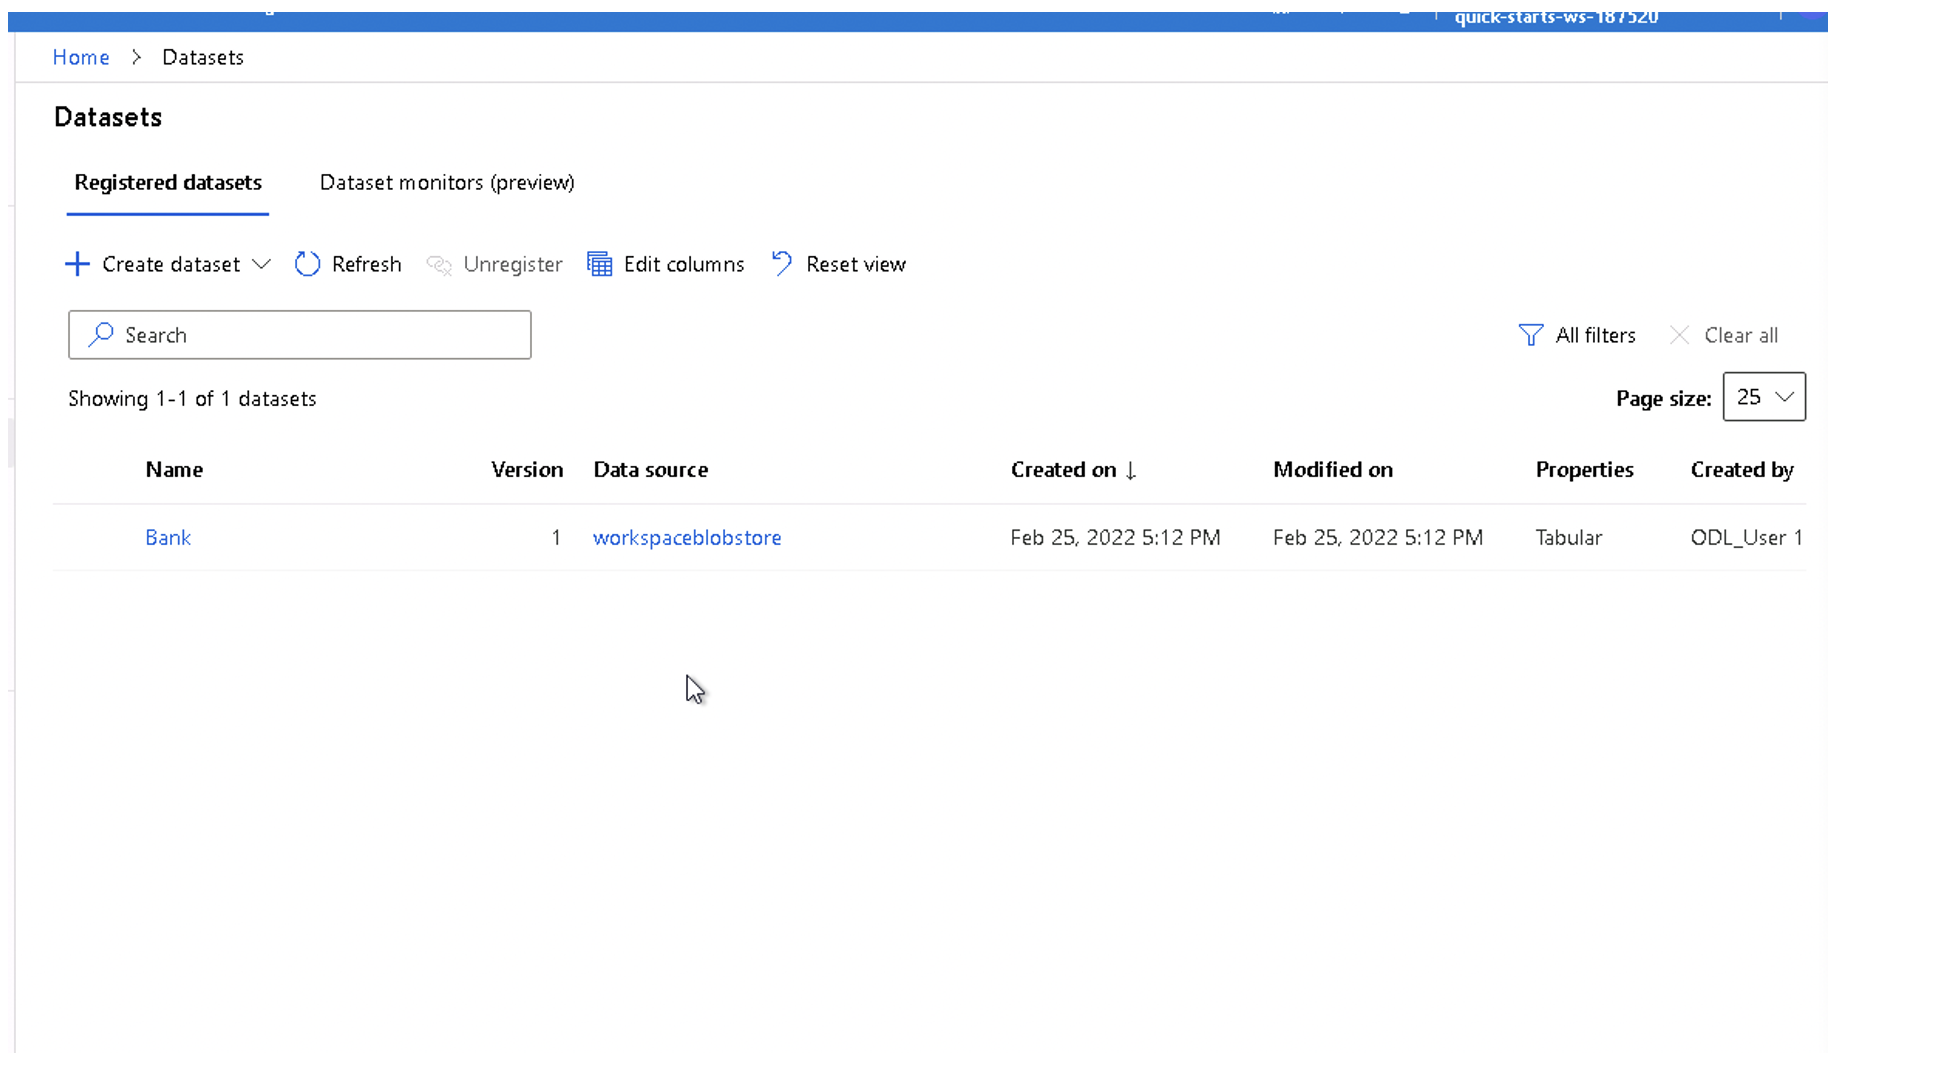 quick-starts-ws-187520
Home > Datasets
Datasets
Registered datasets Dataset monitors (preview)
Create dataset Refresh Unregister Edit columns Reset view
Search All filters Clear all
Showing 1-1 of 1 datasets Page size: 25
Name Version Data source Created on ↓ Modified on Properties Created by
Bank 1 workspaceblobstore Feb 25, 2022 5:12 PM Feb 25, 2022 5:12 PM Tabular ODL_User 1